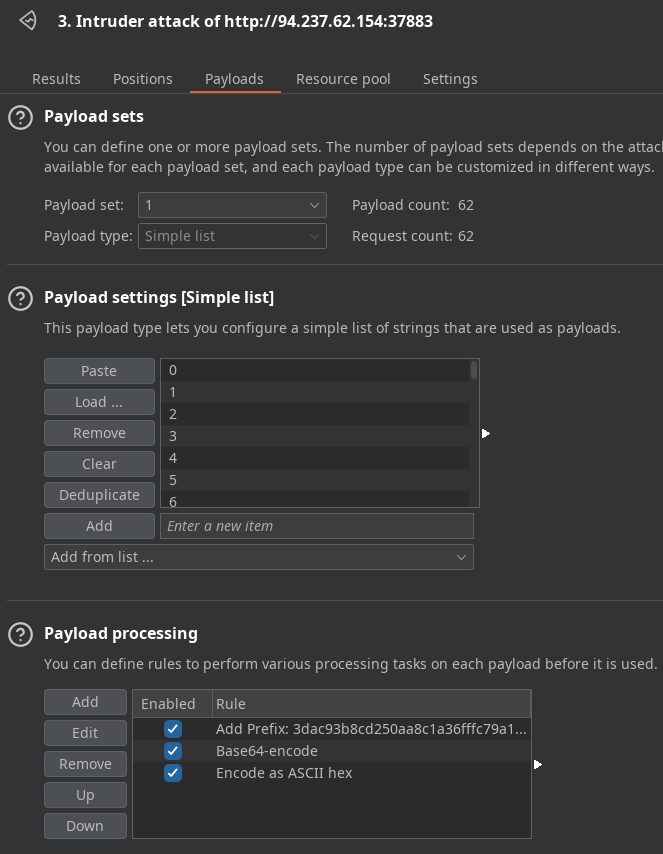 3. Intruder attack of http://94.237.62.154:37883
Results Positions Payloads Resource pool Settings
Payload sets
You can define one or more payload sets. The number of payload sets depends on the attac
available for each payload set, and each payload type can be customized in different ways.
Payload set: 1 Payload count: 62
Payload type: Simple list Request count: 62
Payload settings [Simple list]
This payload type lets you configure a simple list of strings that are used as payloads.
Paste 0
Load ... 1
2
Remove 3
Clear 4
5
Deduplicate 6
Add Enter a new item
Add from list ...
Payload processing
You can define rules to perform various processing tasks on each payload before it is used.
Add Enabled Rule
Edit Add Prefix: 3dac93b8cd250aa8c1a36fffc79a1...
Remove Base64-encode
Up Encode as ASCII hex
Down